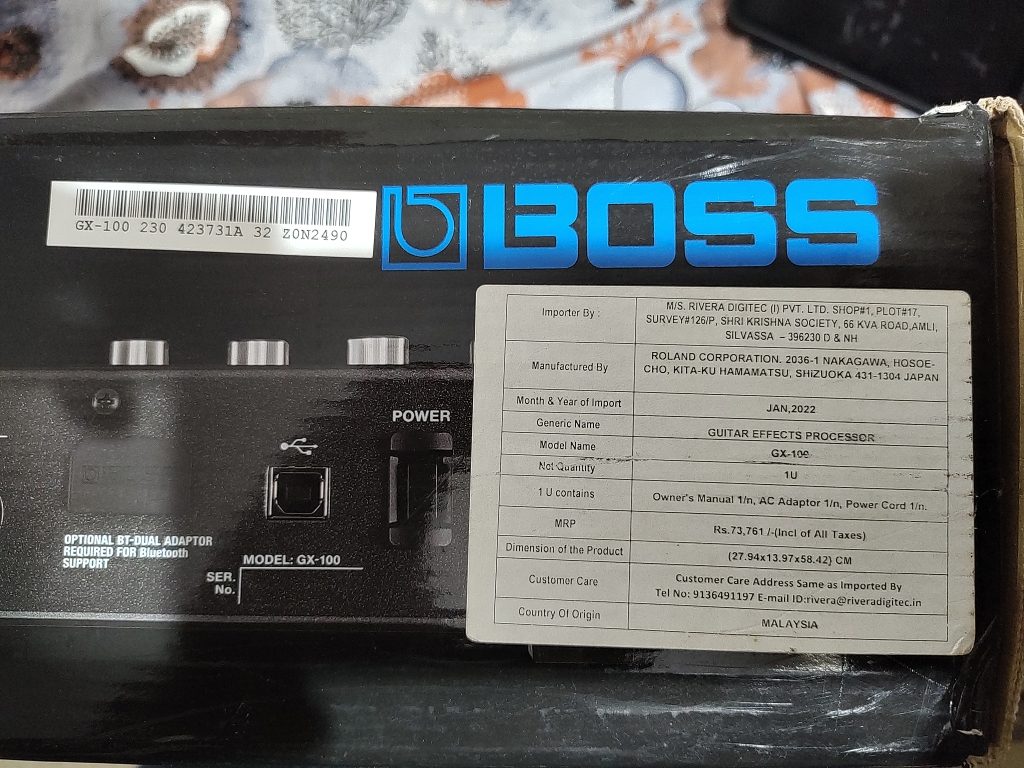 GX-100 230 423731A 32 Z0N2490
BOSS
POWER
OPTIONAL BT-DUAL ADAPTOR
REQUIRED FOR Bluetooth
SUPPORT
MODEL: GX-100
SER.
No.
Importer By :
M/S. RIVERA DIGITEC (I) PVT. LTD. SHOP#1, PLOT#17,
SURVEY#126/P, SHRI KRISHNA SOCIETY, 66 KVA ROAD,AMLI,
SILVASSA – 396230 D & NH
Manufactured By
ROLAND CORPORATION. 2036-1 NAKAGAWA, HOSOE-
CHO, KITA-KU HAMAMATSU, SHIZUOKA 431-1304 JAPAN
Month & Year of Import
JAN,2022
Generic Name
GUITAR EFFECTS PROCESSOR
Model Name
GX-100
Not Quantity
1U
1 U contains
Owner's Manual 1/n, AC Adaptor 1/n, Power Cord 1/n.
MRP
Rs.73,761 /-(Incl of All Taxes)
Dimension of the Product
(27.94x13.97x58.42) CM
Customer Care
Customer Care Address Same as Imported By
Tel No: 9136491197 E-mail ID:rivera@riveradigitec.in
Country Of Origin
MALAYSIA